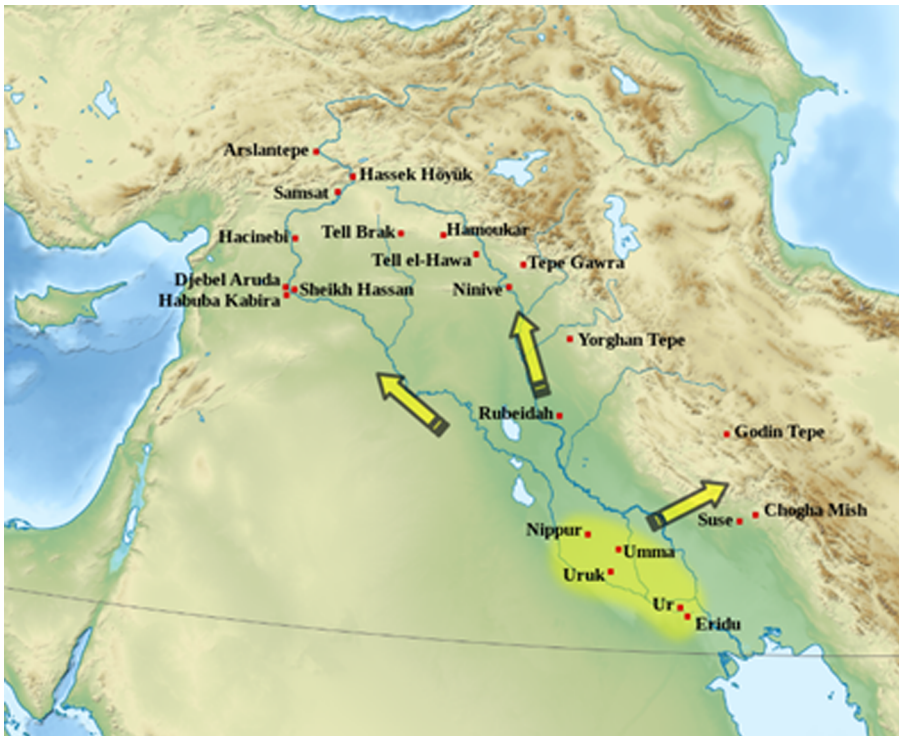 Arslantepe
Hassek Höyük
Samsat
Hacinebi
Tell Brak
Hamoukar
Tell el-Hawa
Tepe Gawra
Djebel Aruda
Sheikh Hassan
Habuba Kabira
Ninive
Yorghan Tepe
Rubeidah
Godin Tepe
Chogha Mish
Suse
Nippur
Umma
Uruk
Ur
Eridu